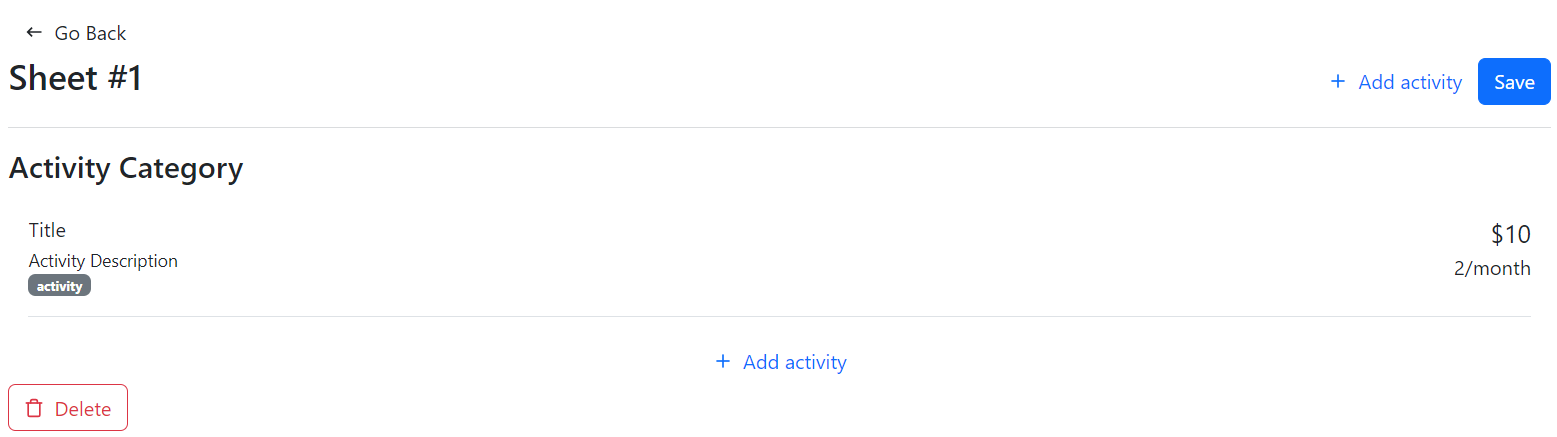 Go Back
Sheet #1
Add activity
Save
Activity Category
Title
$10
Activity Description
2/month
activity
Add activity
Delete